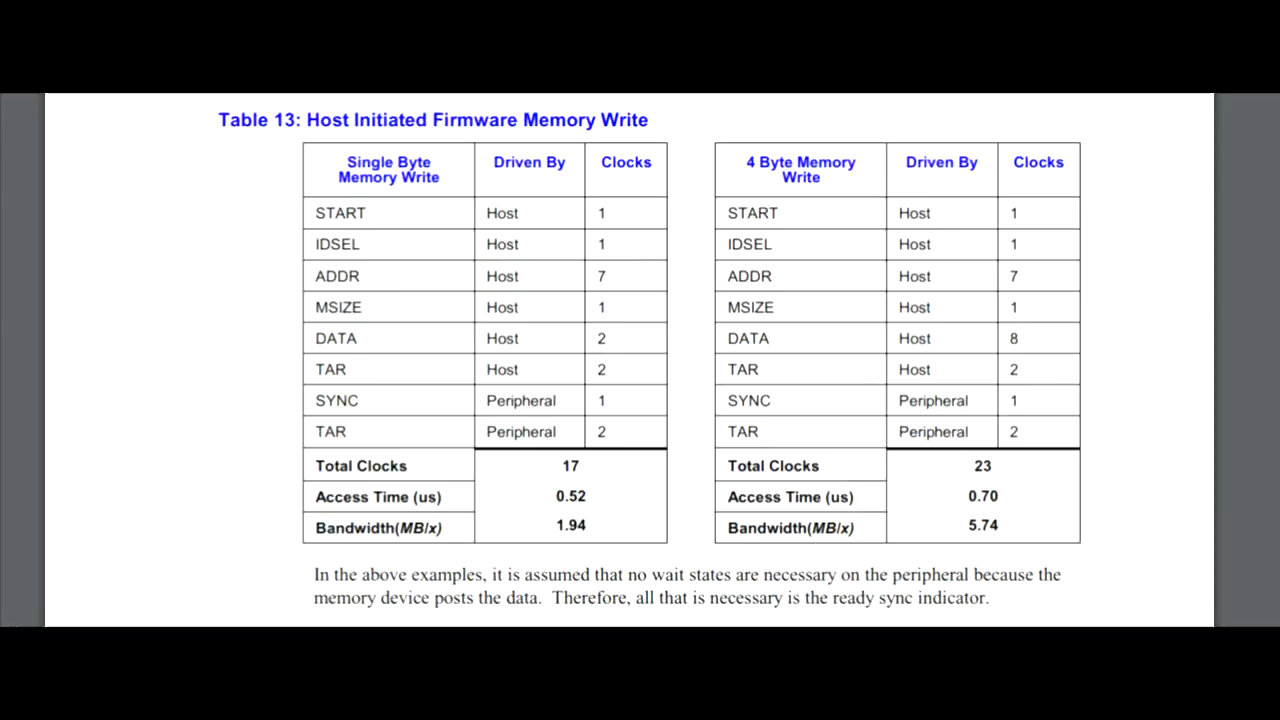 Table 13: Host Initiated Firmware Memory Write
Single Byte Memory Write Driven By Clocks
START Host 1
IDSEL Host 1
ADDR Host 7
MSIZE Host 1
DATA Host 2
TAR Host 2
SYNC Peripheral 1
TAR Peripheral 2
Total Clocks 17
Access Time (us) 0.52
Bandwidth(MB/x) 1.94
4 Byte Memory Write Driven By Clocks
START Host 1
IDSEL Host 1
ADDR Host 7
MSIZE Host 1
DATA Host 8
TAR Host 2
SYNC Peripheral 1
TAR Peripheral 2
Total Clocks 23
Access Time (us) 0.70
Bandwidth(MB/x) 5.74
In the above examples, it is assumed that no wait states are necessary on the peripheral because the
memory device posts the data. Therefore, all that is necessary is the ready sync indicator.